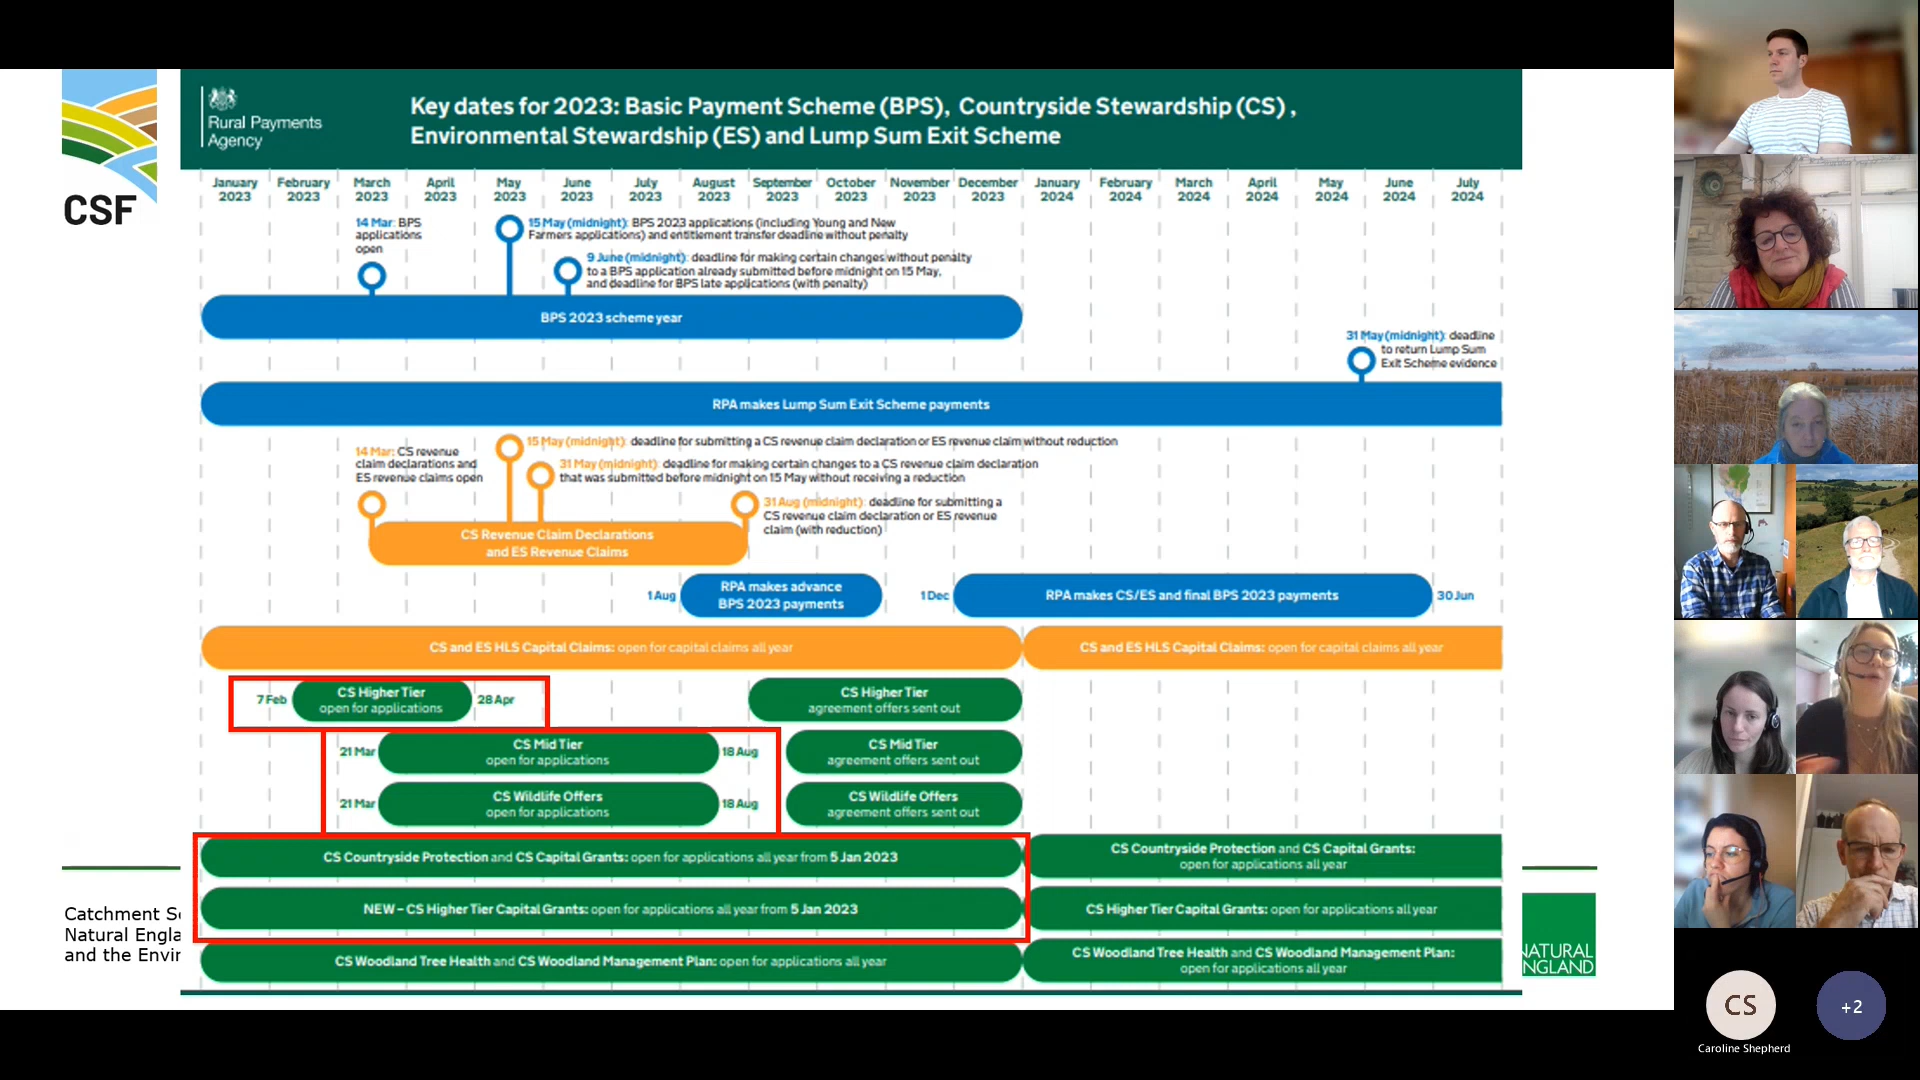 CSF
Rural Payments
Agency
Key dates for 2023: Basic Payment Scheme (BPS), Countryside Stewardship (CS) ,
Environmental Stewardship (ES) and Lump Sum Exit Scheme
January 2023
February 2023
March 2023
April 2023
May 2023
June 2023
July 2023
August 2023
September 2023
October 2023
November 2023
December 2023
January 2024
February 2024
March 2024
April 2024
May 2024
June 2024
July 2024
14 Mar: BPS
applications
open
15 May (midnight): BPS 2023 applications (including Young and New
Farmers applications) and entitlement transfer deadline without penalty
9 June (midnight): deadline for making certain changes without penalty
to a BPS application already submitted before midnight on 15 May,
and deadline for BPS late applications (with penalty)
BPS 2023 scheme year
31 May (midnight): deadline
to return Lump Sum
Exit Scheme evidence
RPA makes Lump Sum Exit Scheme payments
14 Mar: CS revenue
claim declarations and
ES revenue claims open
15 May (midnight): deadline for submitting a CS revenue claim declaration or ES revenue claim without reduction
31 May (midnight): deadline for making certain changes to a CS revenue claim declaration
that was submitted before midnight on 15 May without receiving a reduction
31 Aug (midnight): deadline for submitting a
CS revenue claim declaration or ES revenue
claim (with reduction)
CS Revenue Claim Declarations
and ES Revenue Claims
1 Aug
RPA makes advance
BPS 2023 payments
1 Dec
RPA makes CS/ES and final BPS 2023 payments
30 Jun
CS and ES HLS Capital Claims: open for capital claims all year
CS and ES HLS Capital Claims: open for capital claims all year
7 Feb
CS Higher Tier
open for applications
28 Apr
CS Higher Tier
agreement offers sent out
21 Mar
CS Mid Tier
open for applications
18 Aug
CS Mid Tier
agreement offers sent out
21 Mar
CS Wildlife Offers
open for applications
18 Aug
CS Wildlife Offers
agreement offers sent out
CS Countryside Protection and CS Capital Grants: open for applications all year from 5 Jan 2023
CS Countryside Protection and CS Capital Grants:
open for applications all year
NEW – CS Higher Tier Capital Grants: open for applications all year from 5 Jan 2023
CS Higher Tier Capital Grants: open for applications all year
CS Woodland Tree Health and CS Woodland Management Plan: open for applications all year
CS Woodland Tree Health and CS Woodland Management Plan:
open for applications all year
Catchment S
Natural Engla
and the Envir
NATURAL
ENGLAND
CS
+2
Caroline Shepherd